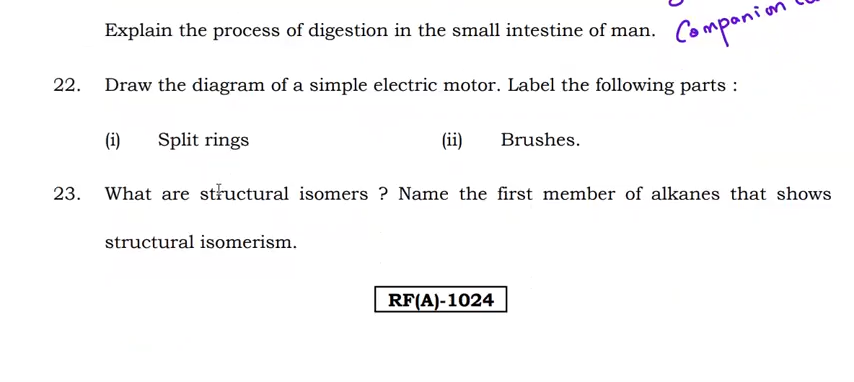 Explain the process of digestion in the small intestine of man.
Companion
22. Draw the diagram of a simple electric motor. Label the following parts :
(i) Split rings (ii) Brushes.
23. What are structural isomers ? Name the first member of alkanes that shows
structural isomerism.
RF(A)-1024